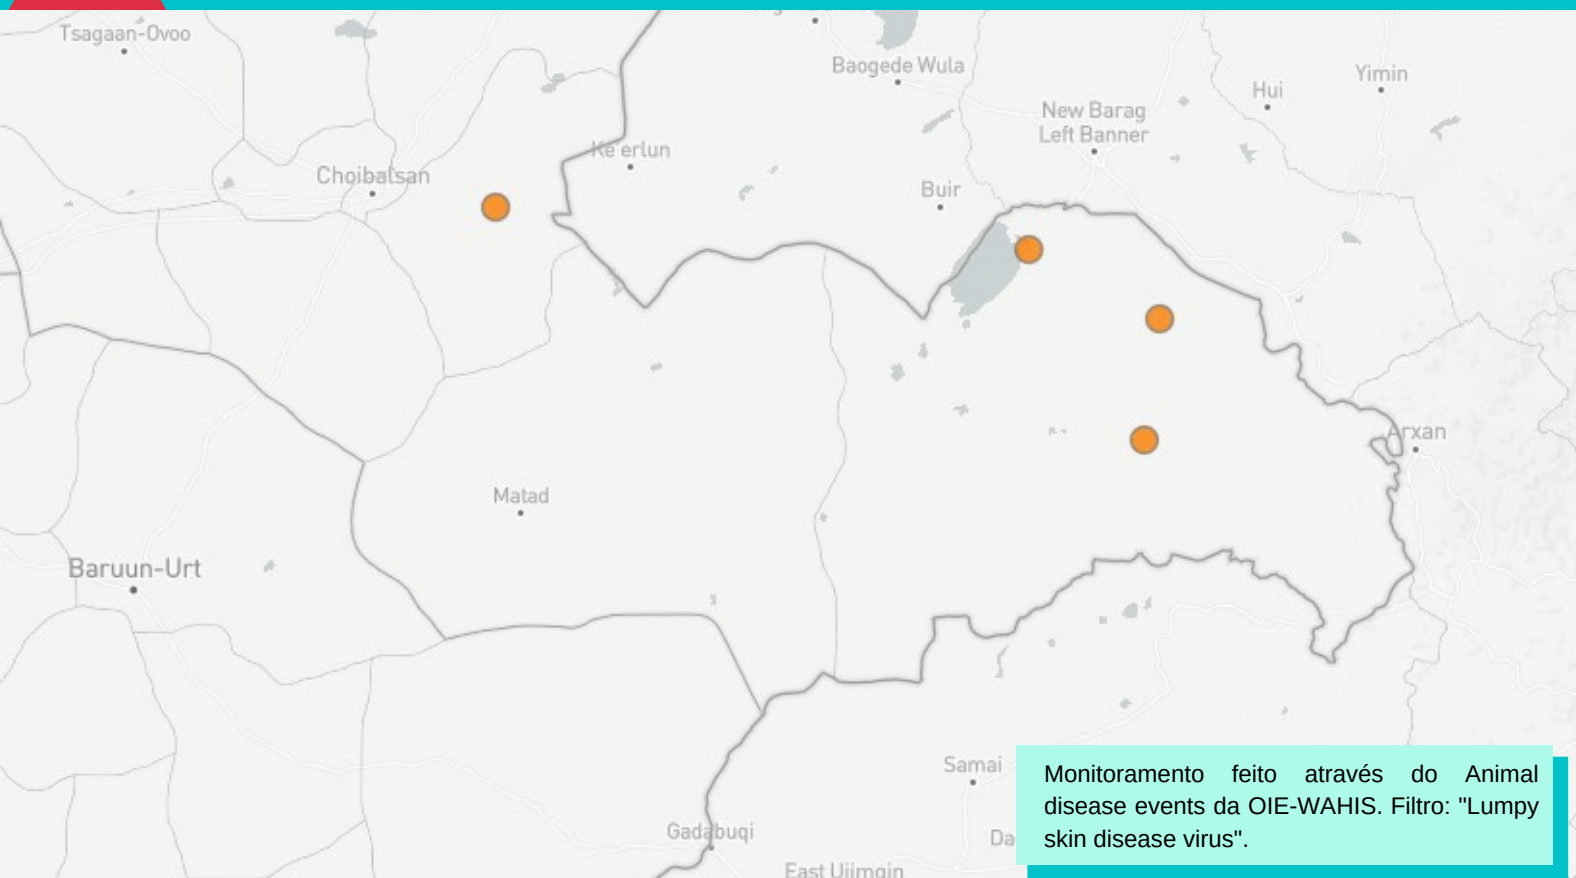 Tsagaan-Ovoo
Baogede Wula
Yimin
Hui
New Barag
Left Banner
Ke erlun
Choibalsan
Buir
Arxan
Matad
Baruun-Urt
Samai
Gadabuqi
East Ujimqin
Monitoramento feito através do Animal
disease events da OIE-WAHIS. Filtro: "Lumpy
skin disease virus".